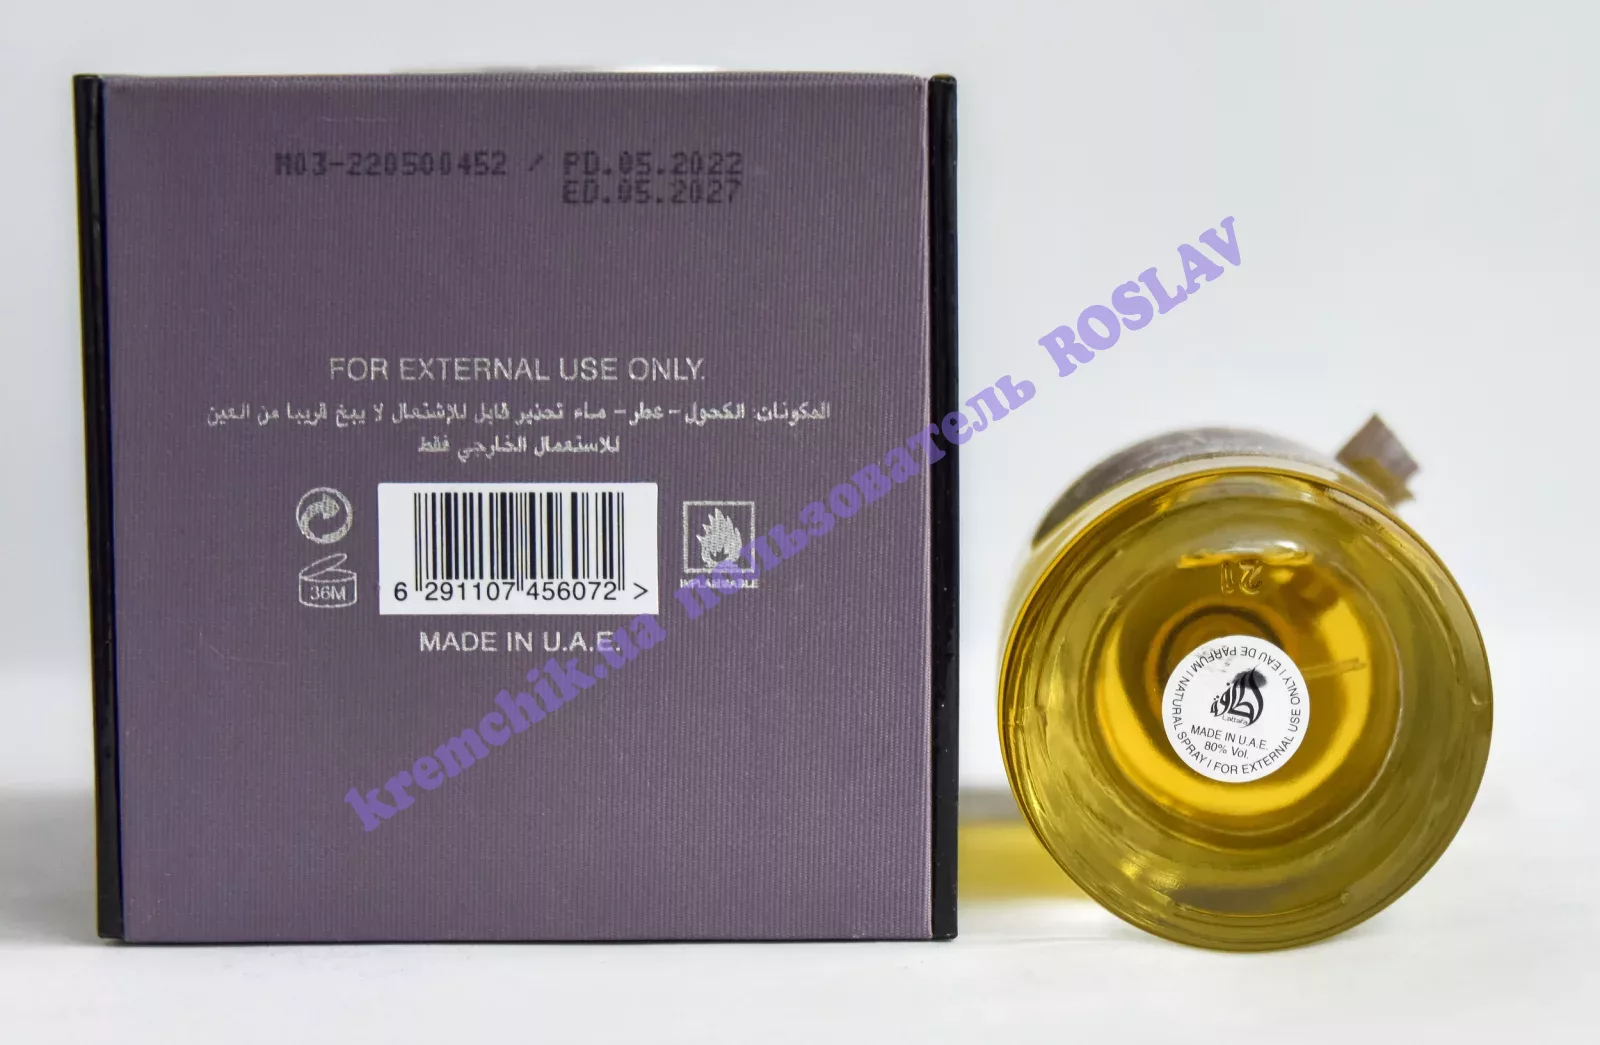 M03-220500452 / PD.05.2022
ED.05.2027
FOR EXTERNAL USE ONLY.
المكونات: الكحول - عطر - ماء تحذير قابل للإشتعال لا يبخ قريبا من العين
للاستعمال الخارجي فقط
36M
6 291107 456072 >
INFLAMMABLE
MADE IN U.A.E.
kremchik.ua пользователь ROSLAV
21
لطافة
Lattafa
MADE IN U.A.E.
80% Vol.
EAU DE PARFUM | NATURAL SPRAY | FOR EXTERNAL USE ONLY |